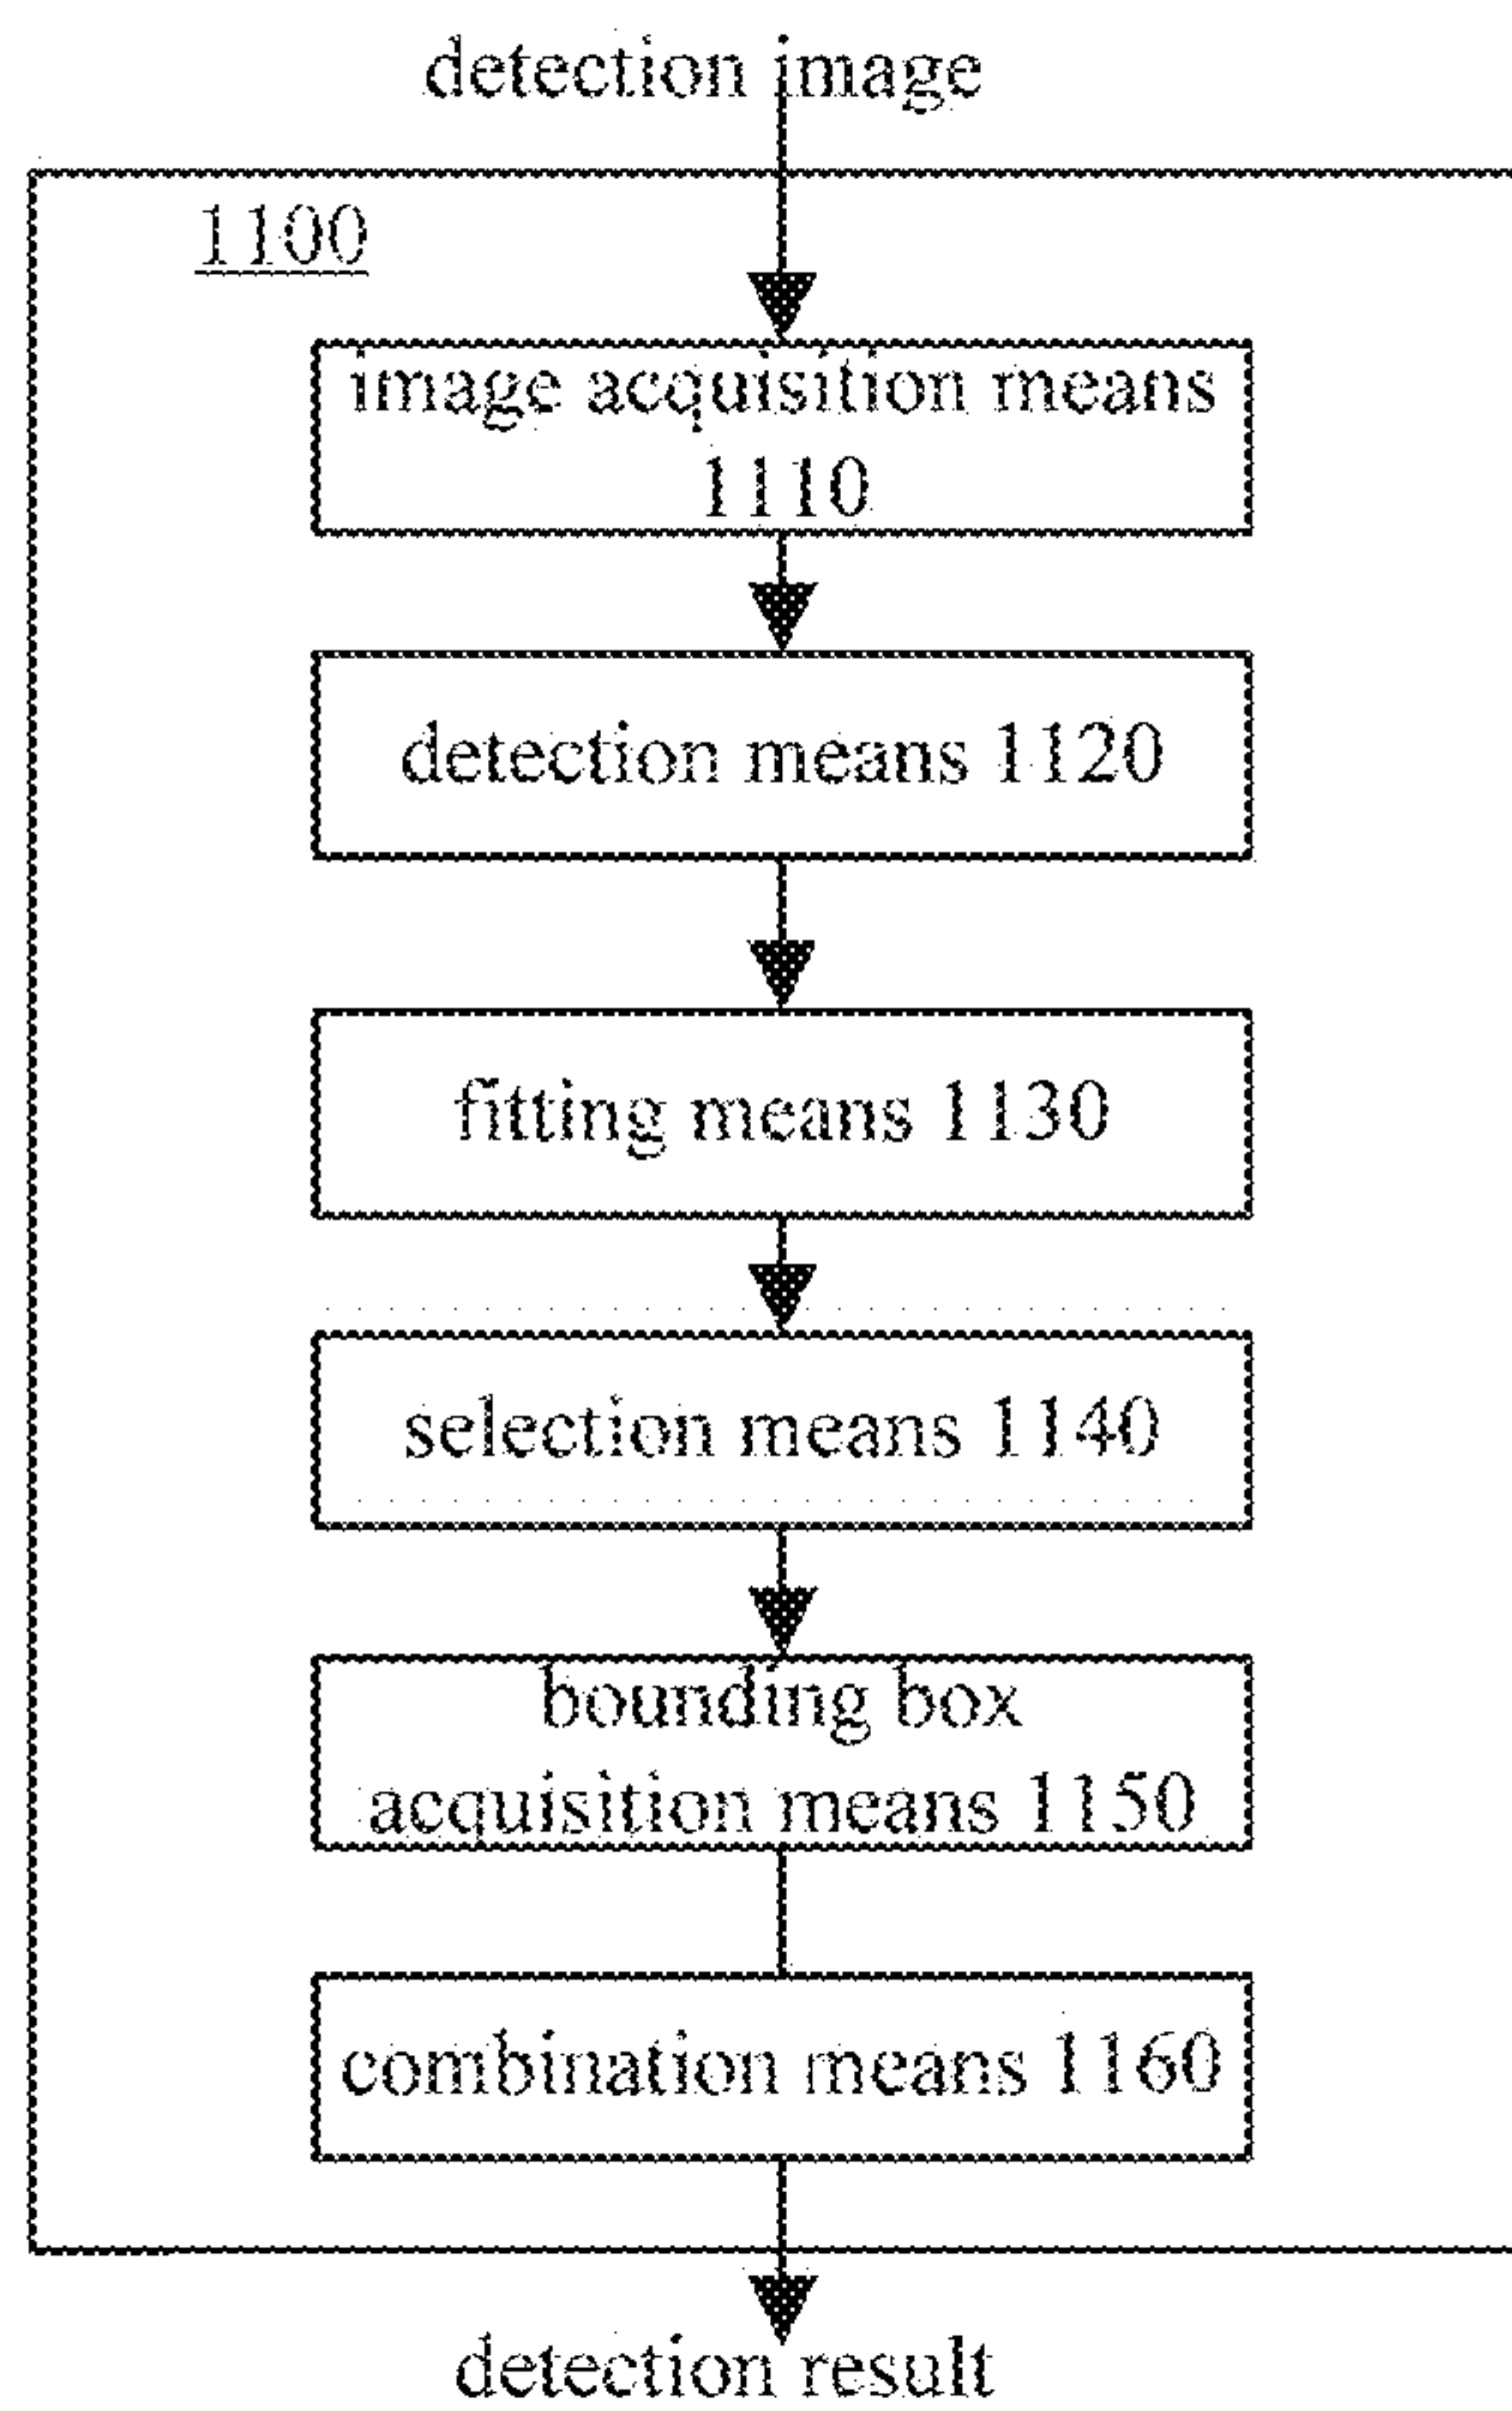 detection image
1100
image acquisition means
1110
detection means 1120
fitting means 1130
selection means 1140
bounding box
acquisition means 1150
combination means 1160
detection result